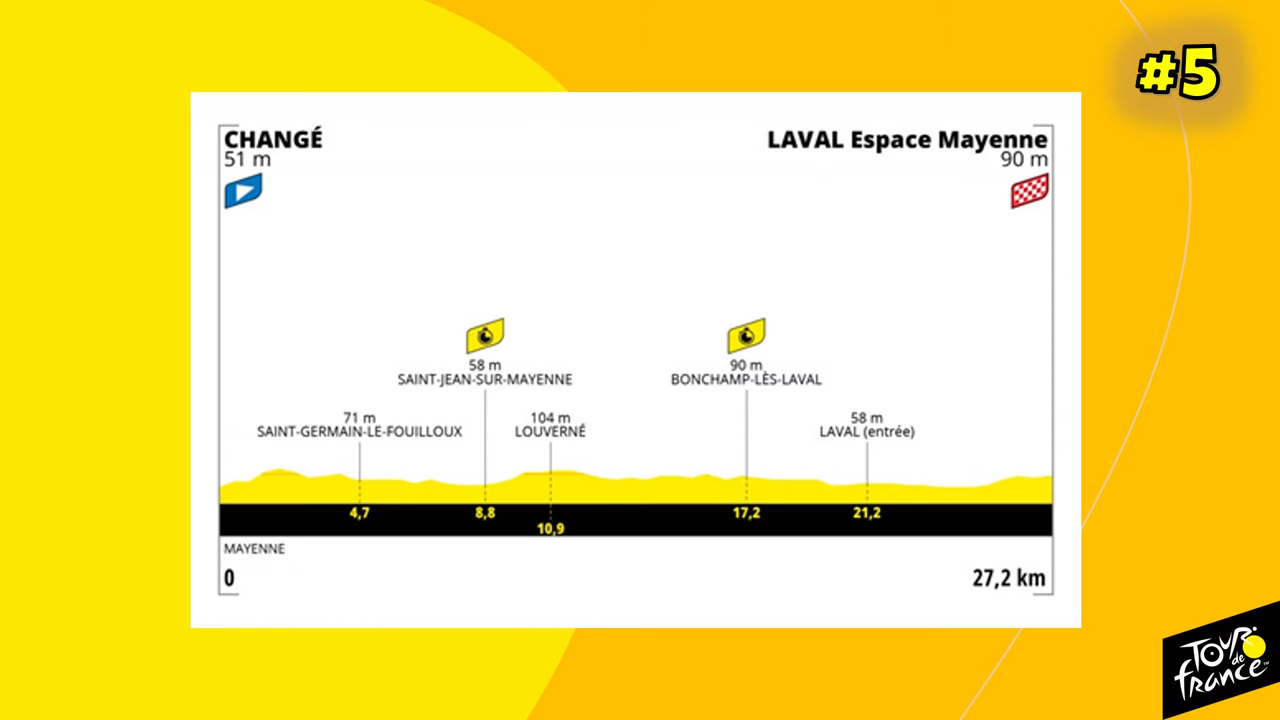 #5
CHANGÉ
51 m
LAVAL Espace Mayenne
90 m
58 m
SAINT-JEAN-SUR-MAYENNE
90 m
BONCHAMP-LÈS-LAVAL
71 m
SAINT-GERMAIN-LE-FOUILLOUX
104 m
LOUVERNÉ
58 m
LAVAL (entrée)
4,7
8,8
10,9
17,2
21,2
MAYENNE
0
27,2 km
TOUR
de
france
TM